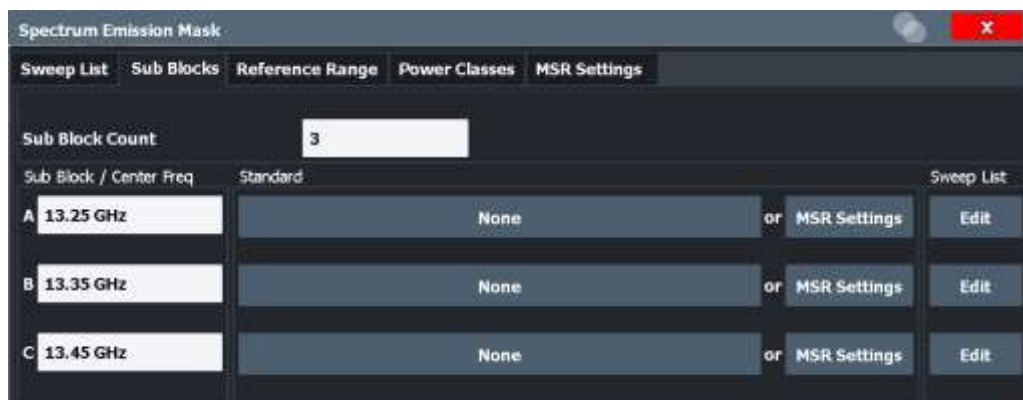 Spectrum Emission Mask
X
Sweep List Sub Blocks Reference Range Power Classes MSR Settings
Sub Block Count 3
Sub Block / Center Freq Standard Sweep List
A 13.25 GHz None or MSR Settings Edit
B 13.35 GHz None or MSR Settings Edit
C 13.45 GHz None or MSR Settings Edit